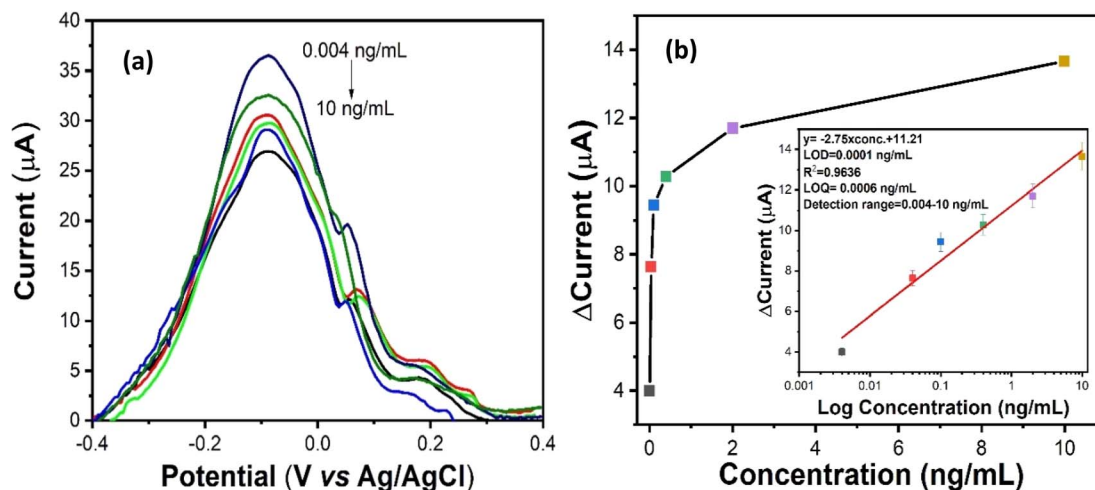 (a)
0.004 ng/mL
10 ng/mL
40
35
30
25
20
15
10
5
0
Current (μA)
-0.4
-0.2
0.0
0.2
0.4
Potential (V vs Ag/AgCl)
(b)
14
12
10
8
6
4
ΔCurrent (μA)
0
2
4
6
8
10
Concentration (ng/mL)
y= -2.75xconc.+11.21
LOD=0.0001 ng/mL
R²=0.9636
LOQ= 0.0006 ng/mL
Detection range=0.004-10 ng/mL
14
12
10
8
6
4
ΔCurrent (μA)
0.001
0.01
0.1
1
10
Log Concentration (ng/mL)